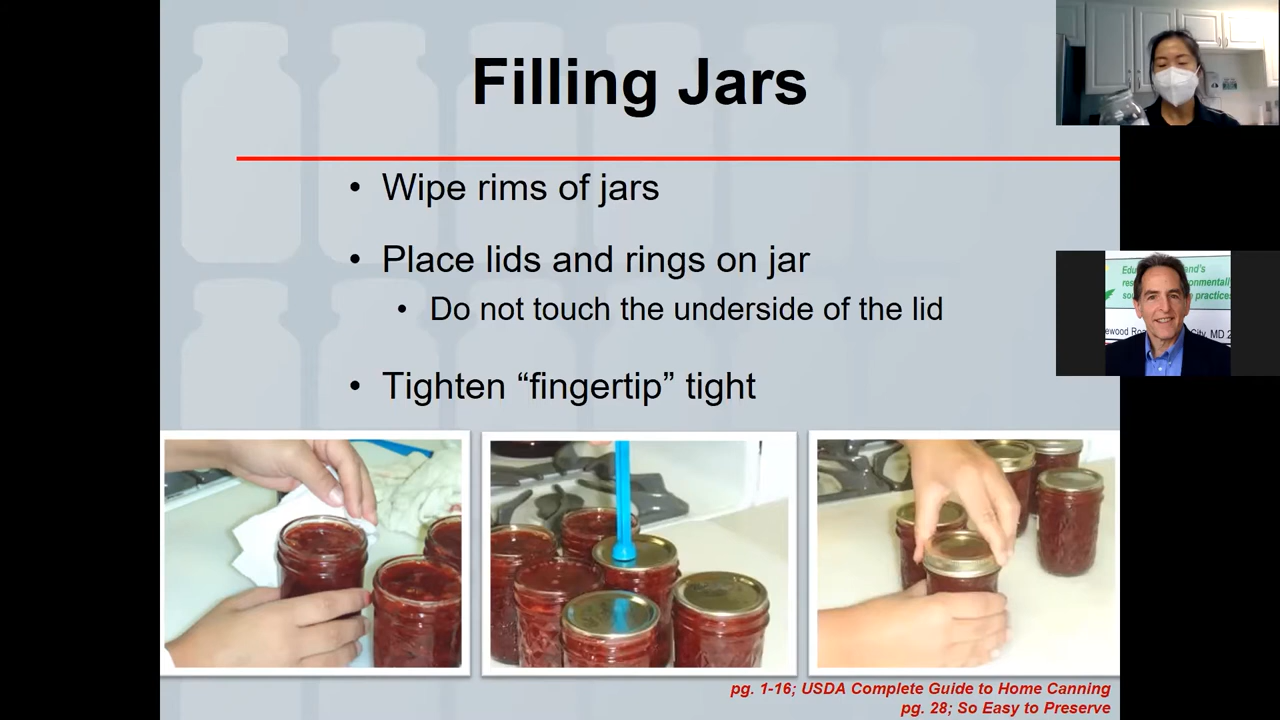 Filling Jars
• Wipe rims of jars
• Place lids and rings on jar
• Do not touch the underside of the lid
• Tighten “fingertip” tight
pg. 1-16; USDA Complete Guide to Home Canning
pg. 28; So Easy to Preserve
City, MD